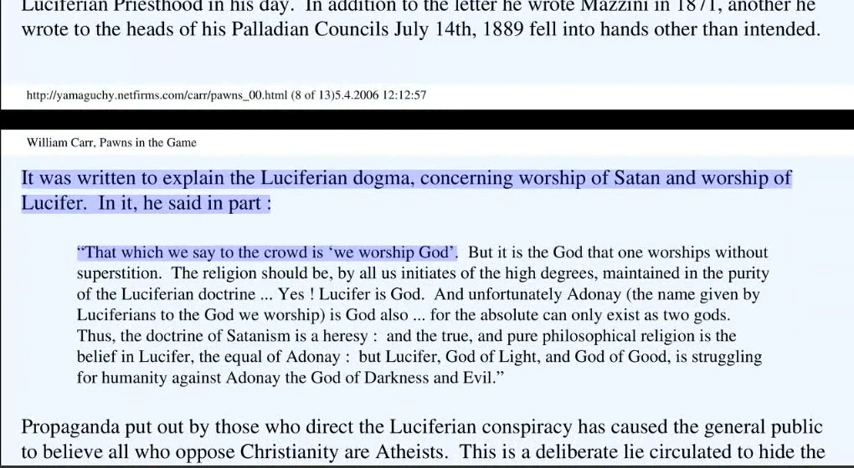 Luciferian Priesthood in his day. In addition to the letter he wrote Mazzini in 1871, another he
wrote to the heads of his Palladian Councils July 14th, 1889 fell into hands other than intended.
http://yamaguchy.netfirms.com/carr/pawns_00.html (8 of 13)5.4.2006 12:12:57
William Carr, Pawns in the Game
It was written to explain the Luciferian dogma, concerning worship of Satan and worship of
Lucifer. In it, he said in part :
“That which we say to the crowd is ‘we worship God’. But it is the God that one worships without
superstition. The religion should be, by all us initiates of the high degrees, maintained in the purity
of the Luciferian doctrine ... Yes ! Lucifer is God. And unfortunately Adonay (the name given by
Luciferians to the God we worship) is God also ... for the absolute can only exist as two gods.
Thus, the doctrine of Satanism is a heresy : and the true, and pure philosophical religion is the
belief in Lucifer, the equal of Adonay : but Lucifer, God of Light, and God of Good, is struggling
for humanity against Adonay the God of Darkness and Evil.”
Propaganda put out by those who direct the Luciferian conspiracy has caused the general public
to believe all who oppose Christianity are Atheists. This is a deliberate lie circulated to hide the